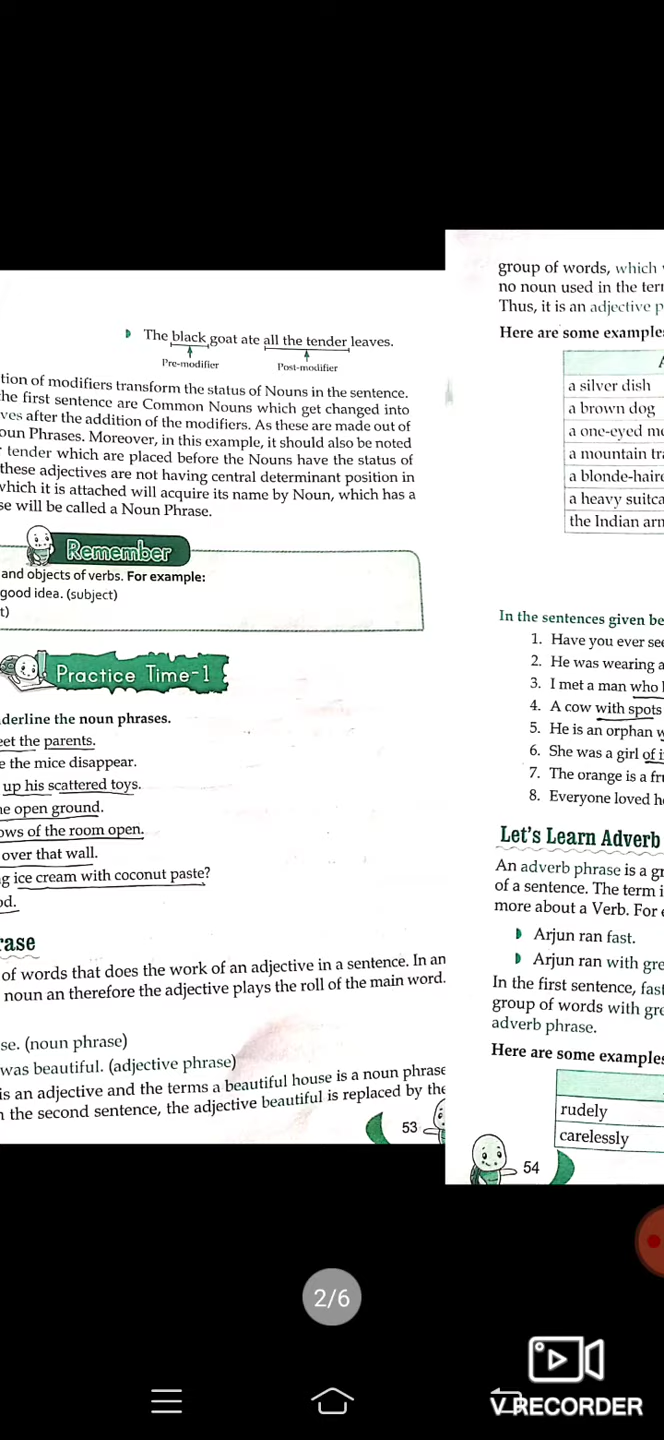 The black goat ate all the tender leaves.
Pre-modifier Post-modifier
tion of modifiers transform the status of Nouns in the sentence.
he first sentence are Common Nouns which get changed into
ves after the addition of the modifiers. As these are made out of
oun Phrases. Moreover, in this example, it should also be noted
tender which are placed before the Nouns have the status of
these adjectives are not having central determinant position in
which it is attached will acquire its name by Noun, which has a
se will be called a Noun Phrase.
Remember
and objects of verbs. For example:
good idea. (subject)
t)
Practice Time-1
derline the noun phrases.
eet the parents.
e the mice disappear.
up his scattered toys.
he open ground.
ows of the room open.
over that wall.
g ice cream with coconut paste?
od.
rase
of words that does the work of an adjective in a sentence. In an
noun an therefore the adjective plays the roll of the main word.
se. (noun phrase)
was beautiful. (adjective phrase)
is an adjective and the terms a beautiful house is a noun phrase
n the second sentence, the adjective beautiful is replaced by the
53
group of words, which
no noun used in the ter
Thus, it is an adjective p
Here are some example
A
a silver dish
a brown dog
a one-eyed m
a mountain tr
a blonde-haire
a heavy suitca
the Indian arm
In the sentences given be
1. Have you ever see
2. He was wearing a
3. I met a man who
4. A cow with spots
5. He is an orphan w
6. She was a girl of i
7. The orange is a fr
8. Everyone loved h
Let's Learn Adverb
An adverb phrase is a gr
of a sentence. The term i
more about a Verb. For e
Arjun ran fast.
Arjun ran with gre
In the first sentence, fast
group of words with gre
adverb phrase.
Here are some examples
rudely
carelessly
54
2/6
V RECORDER